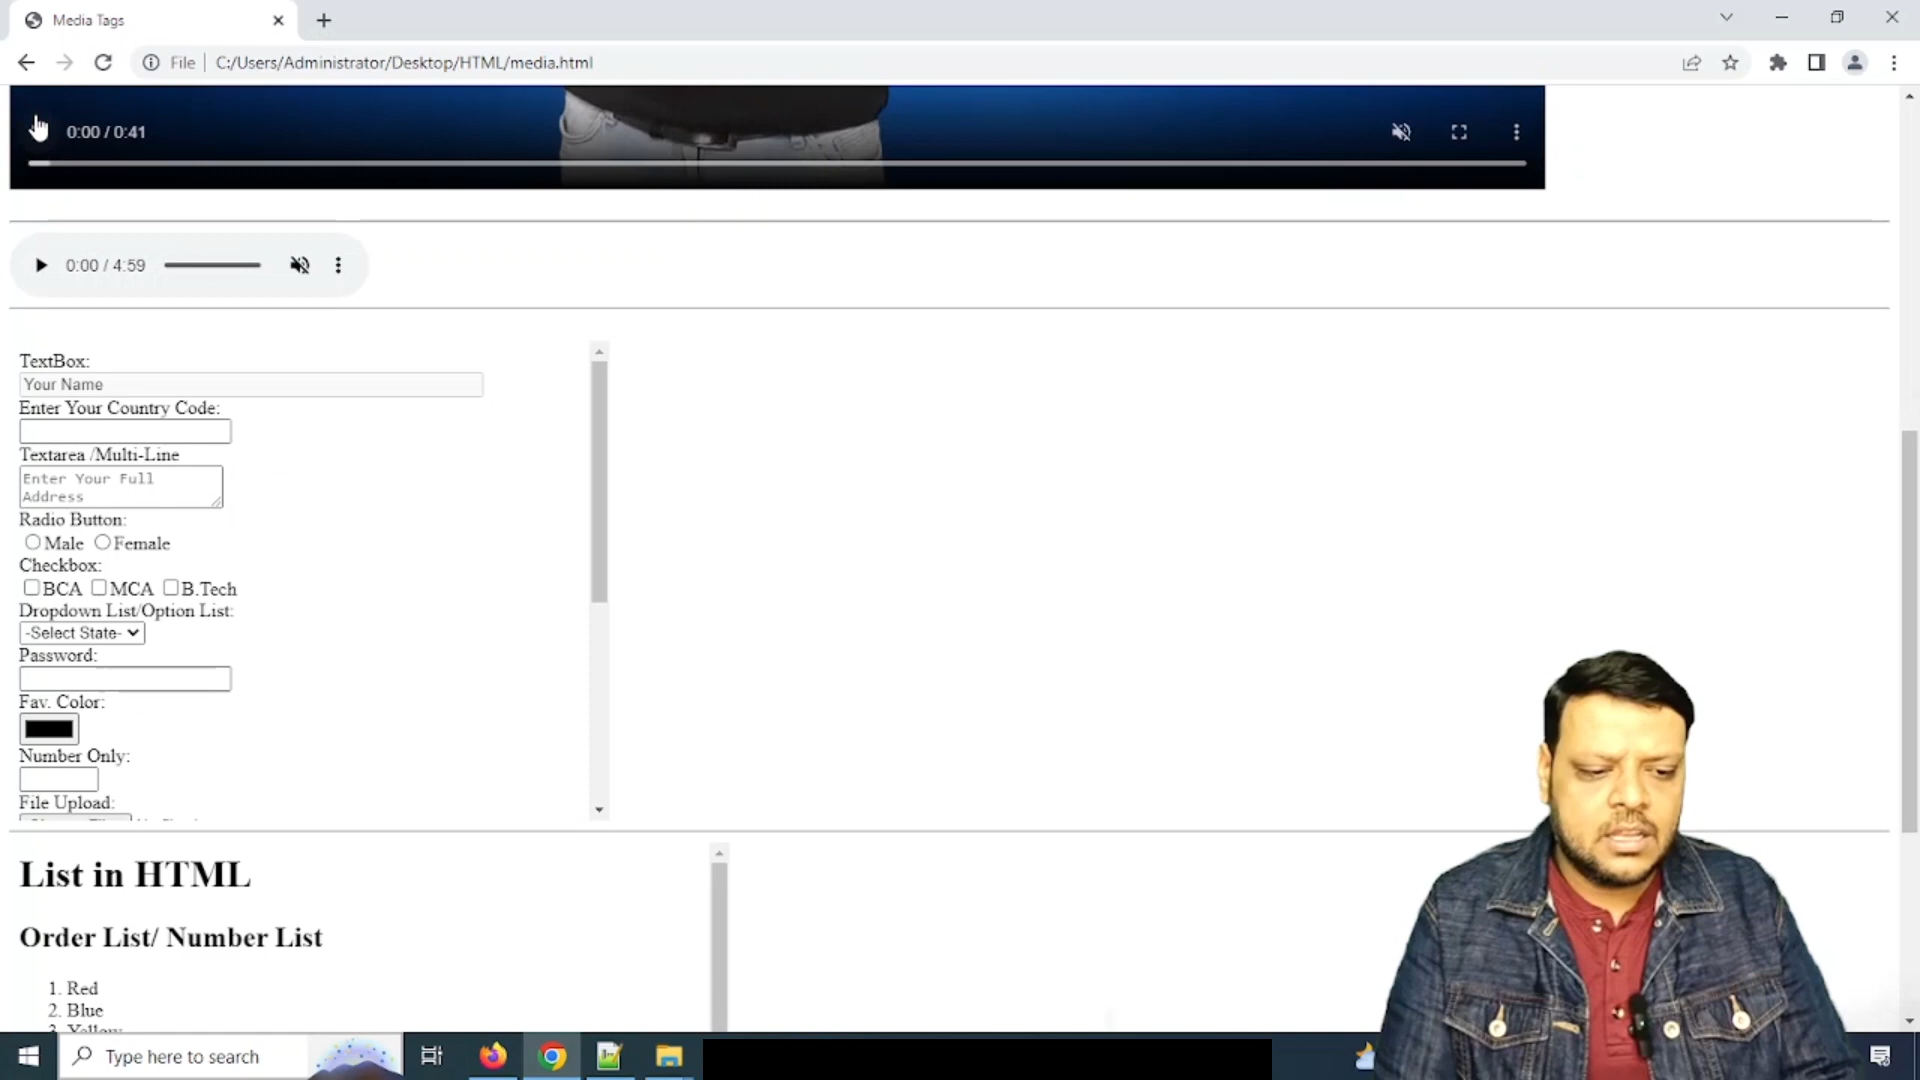 Media Tags
File C:/Users/Administrator/Desktop/HTML/media.html
0:00 / 0:41
0:00 / 4:59
TextBox:
Your Name
Enter Your Country Code:
Textarea /Multi-Line
Enter Your Full
Address
Radio Button:
Male Female
Checkbox:
BCA MCA B.Tech
Dropdown List/Option List:
-Select State-
Password:
Fav. Color:
Number Only:
File Upload:
List in HTML
Order List/ Number List
1. Red
2. Blue
3. Yellow
Type here to search